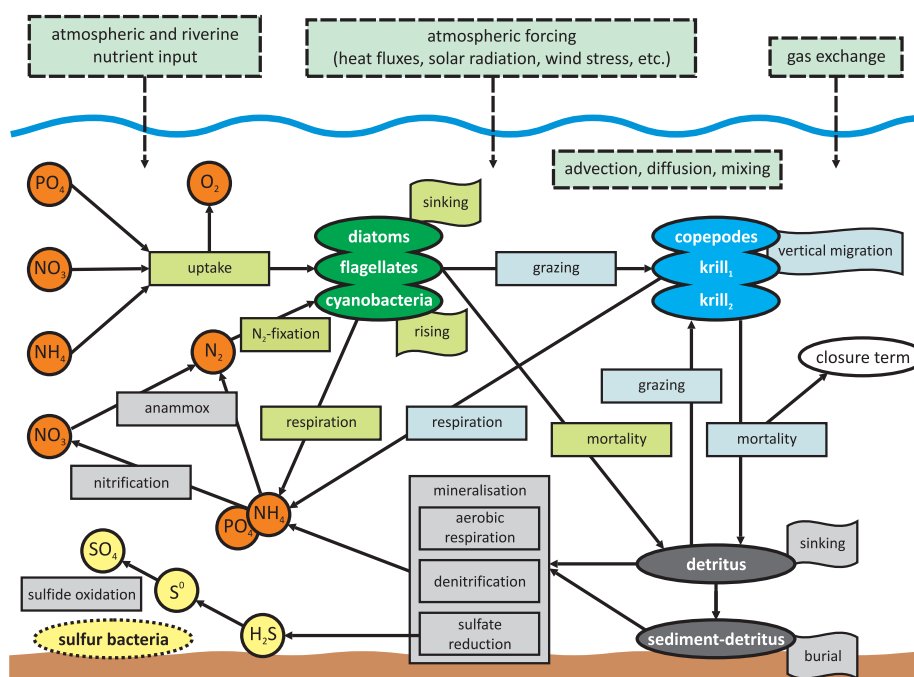 atmospheric and riverine
nutrient input
atmospheric forcing
(heat fluxes, solar radiation, wind stress, etc.)
gas exchange
advection, diffusion, mixing
PO₄
O₂
sinking
diatoms
copepodes
NO₃
uptake
flagellates
grazing
krill₁
vertical migration
cyanobacteria
krill₂
NH₄
N₂-fixation
rising
N₂
closure term
grazing
anammox
NO₃
respiration
respiration
mortality
mortality
nitrification
mineralisation
PO₄
NH₄
aerobic
respiration
SO₄
sinking
detritus
denitrification
S⁰
sulfide oxidation
sulfate
reduction
sulfur bacteria
H₂S
sediment-detritus
burial